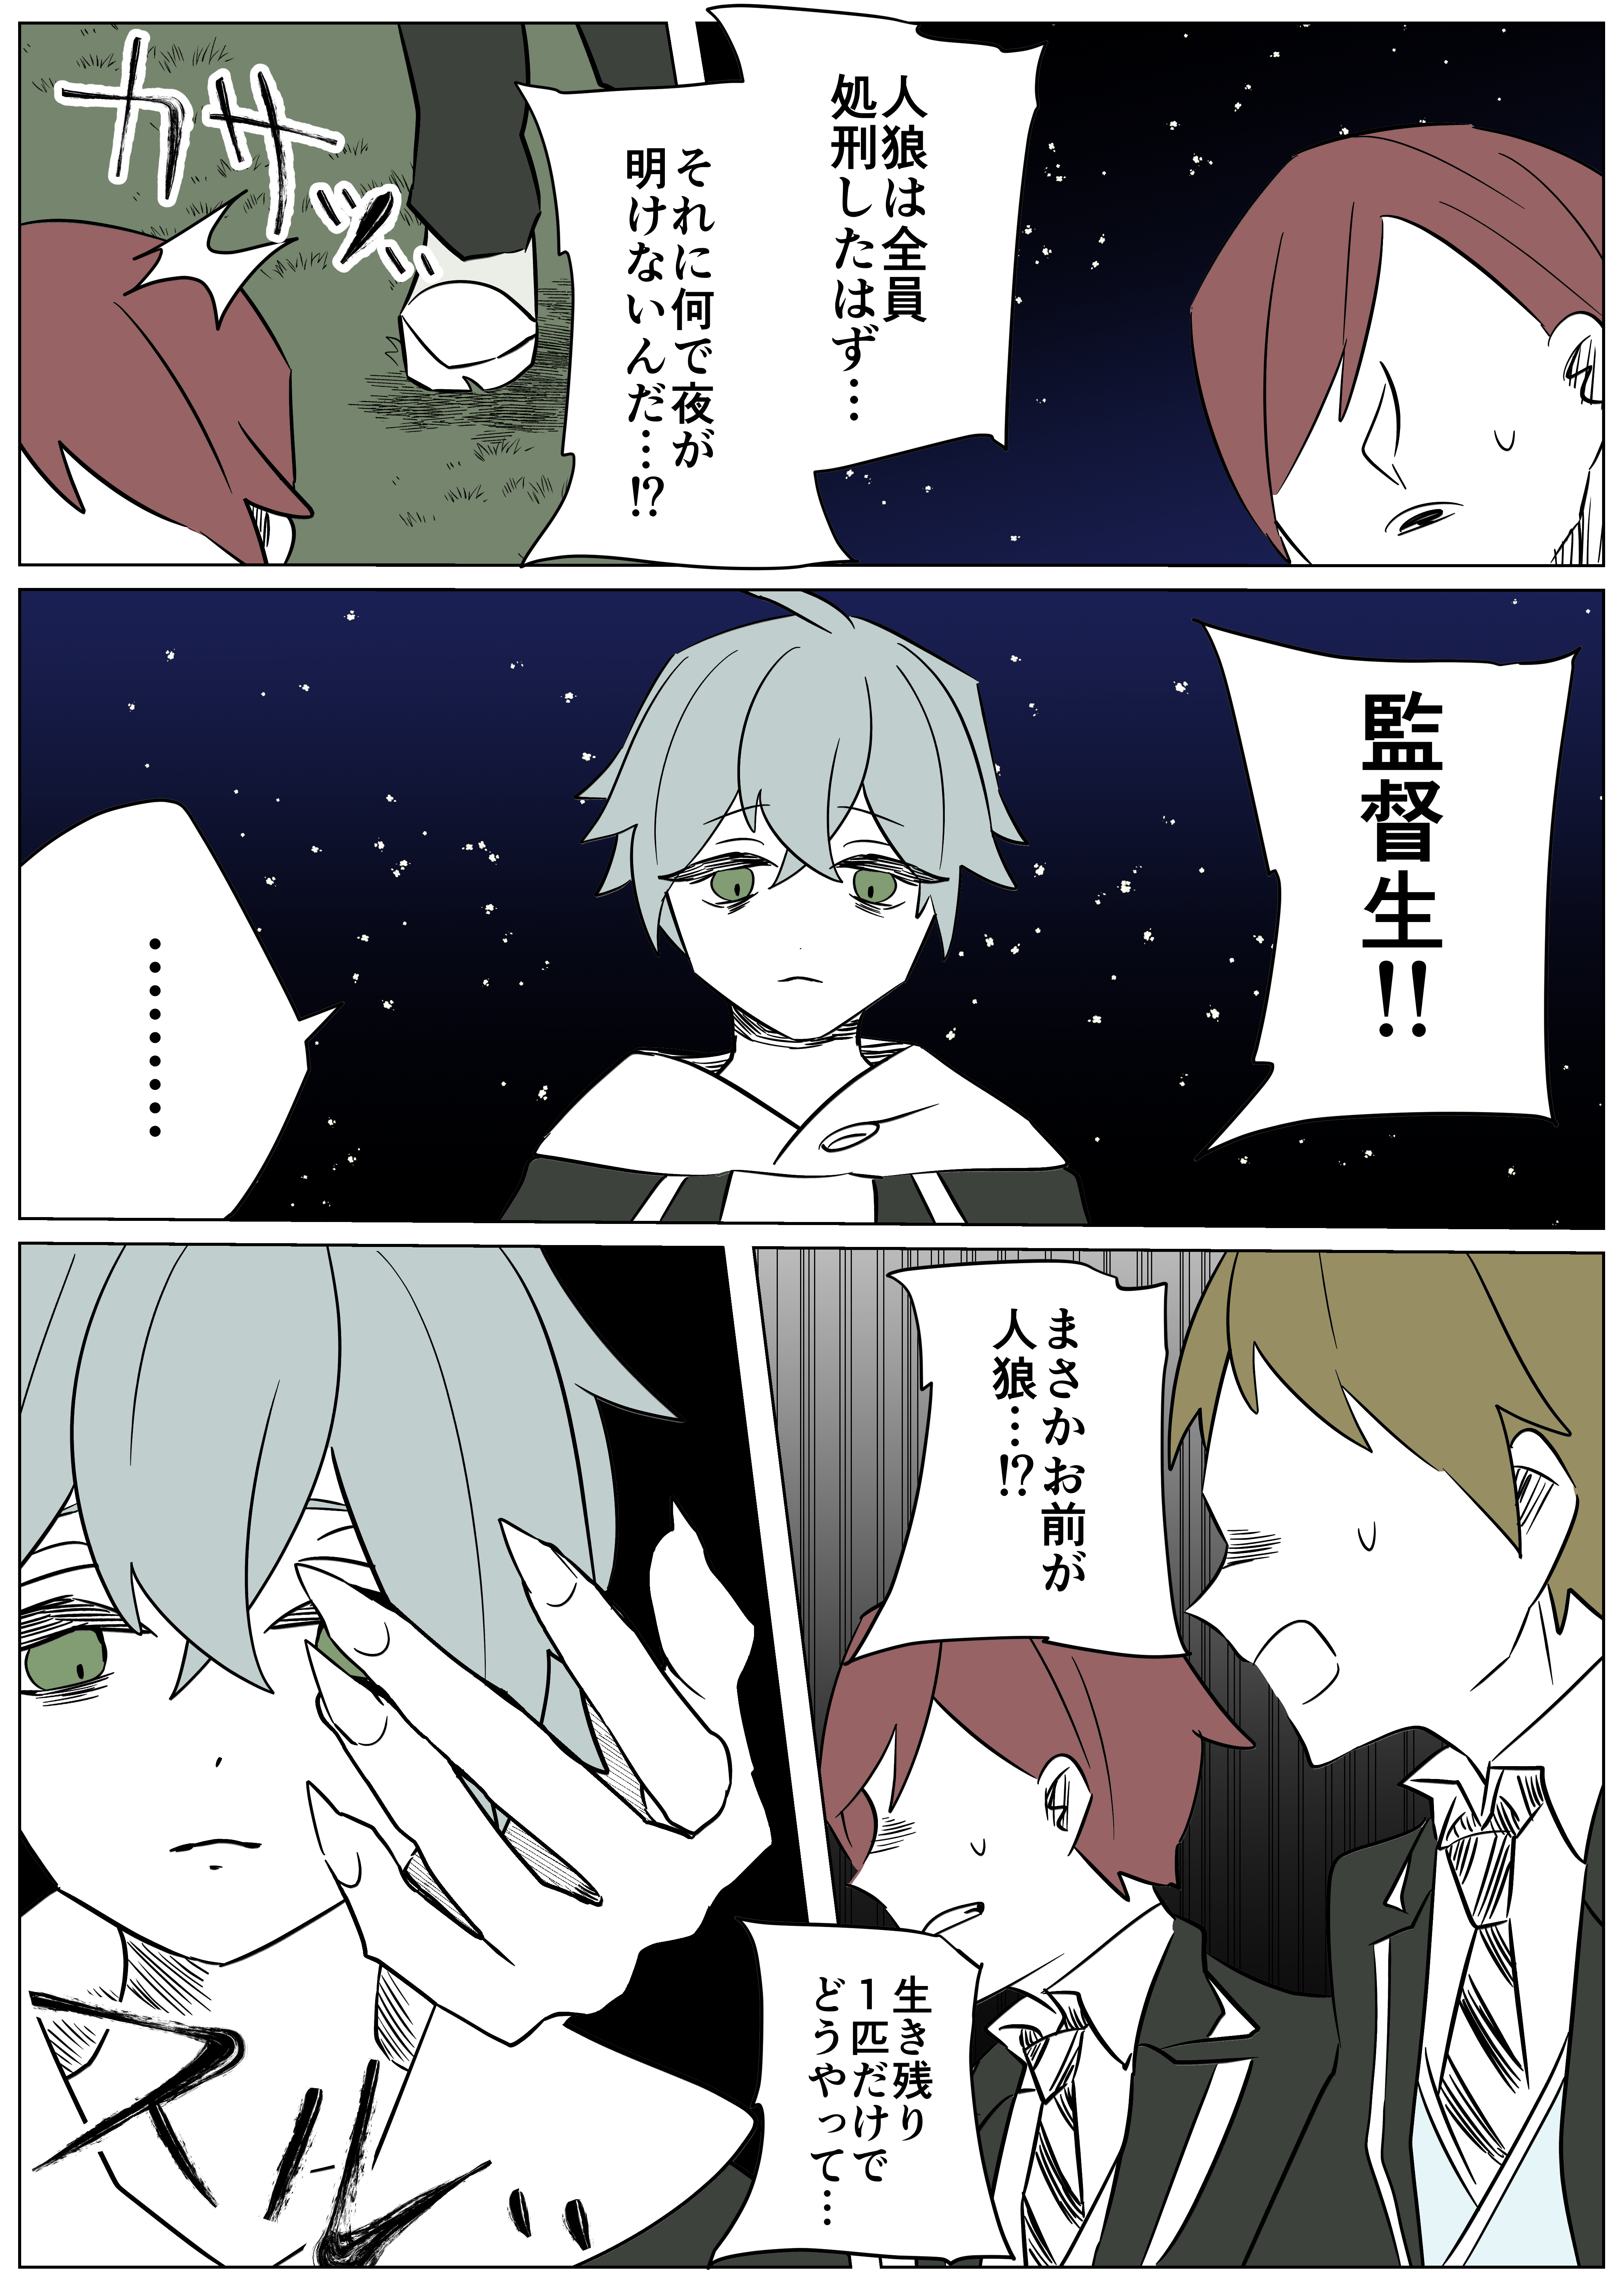 人狼は全員
処刑したはず…
それに何で夜が
明けないんだ…⁉
カサッ…
監督生‼
…………
まさかお前が
人狼…⁉
生き残り
１匹だけで
どうやって…
ズル…